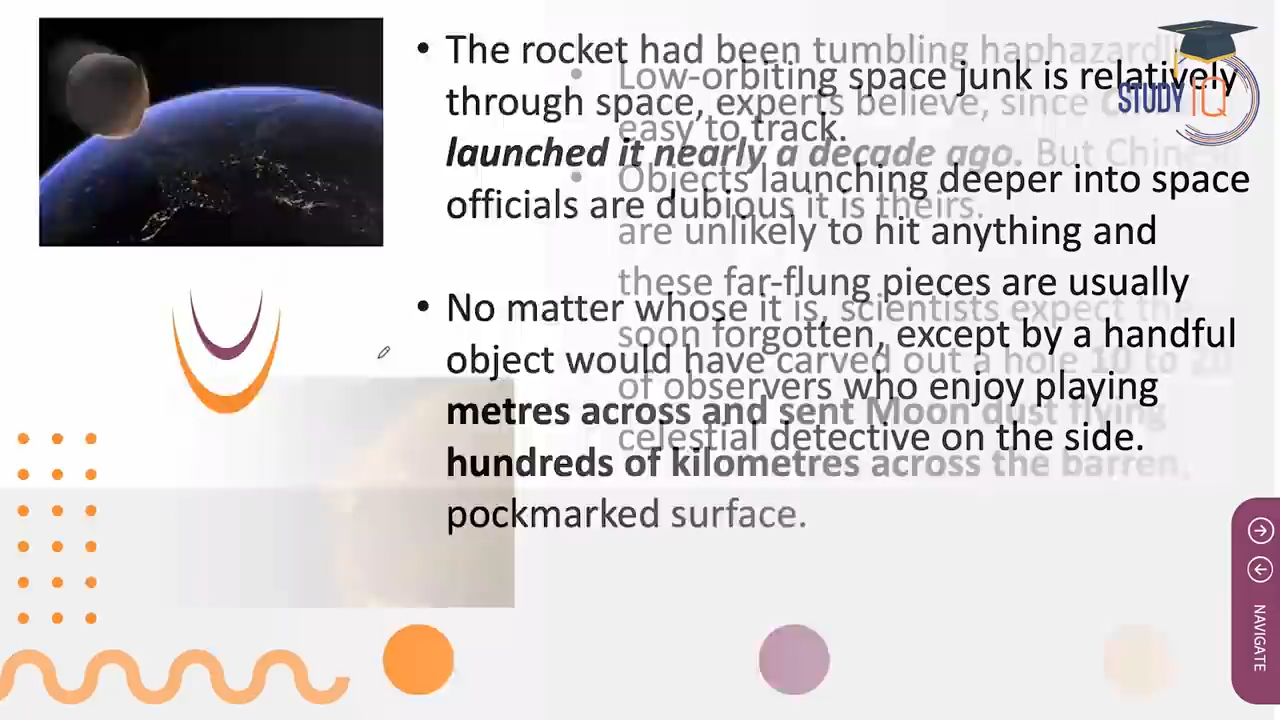 • The rocket had been tumbling haphazardly
through space, experts believe, since
launched it nearly a decade ago. But Chinese
officials are dubious it is theirs.
• No matter whose it is, scientists expect the
object would have carved out a hole 10 to 20
metres across and sent Moon dust flying
hundreds of kilometres across the barren,
pockmarked surface.
• Low-orbiting space junk is relatively
easy to track.
• Objects launching deeper into space
are unlikely to hit anything and
these far-flung pieces are usually
soon forgotten, except by a handful
of observers who enjoy playing
celestial detective on the side.
STUDY IQ
NAVIGATE